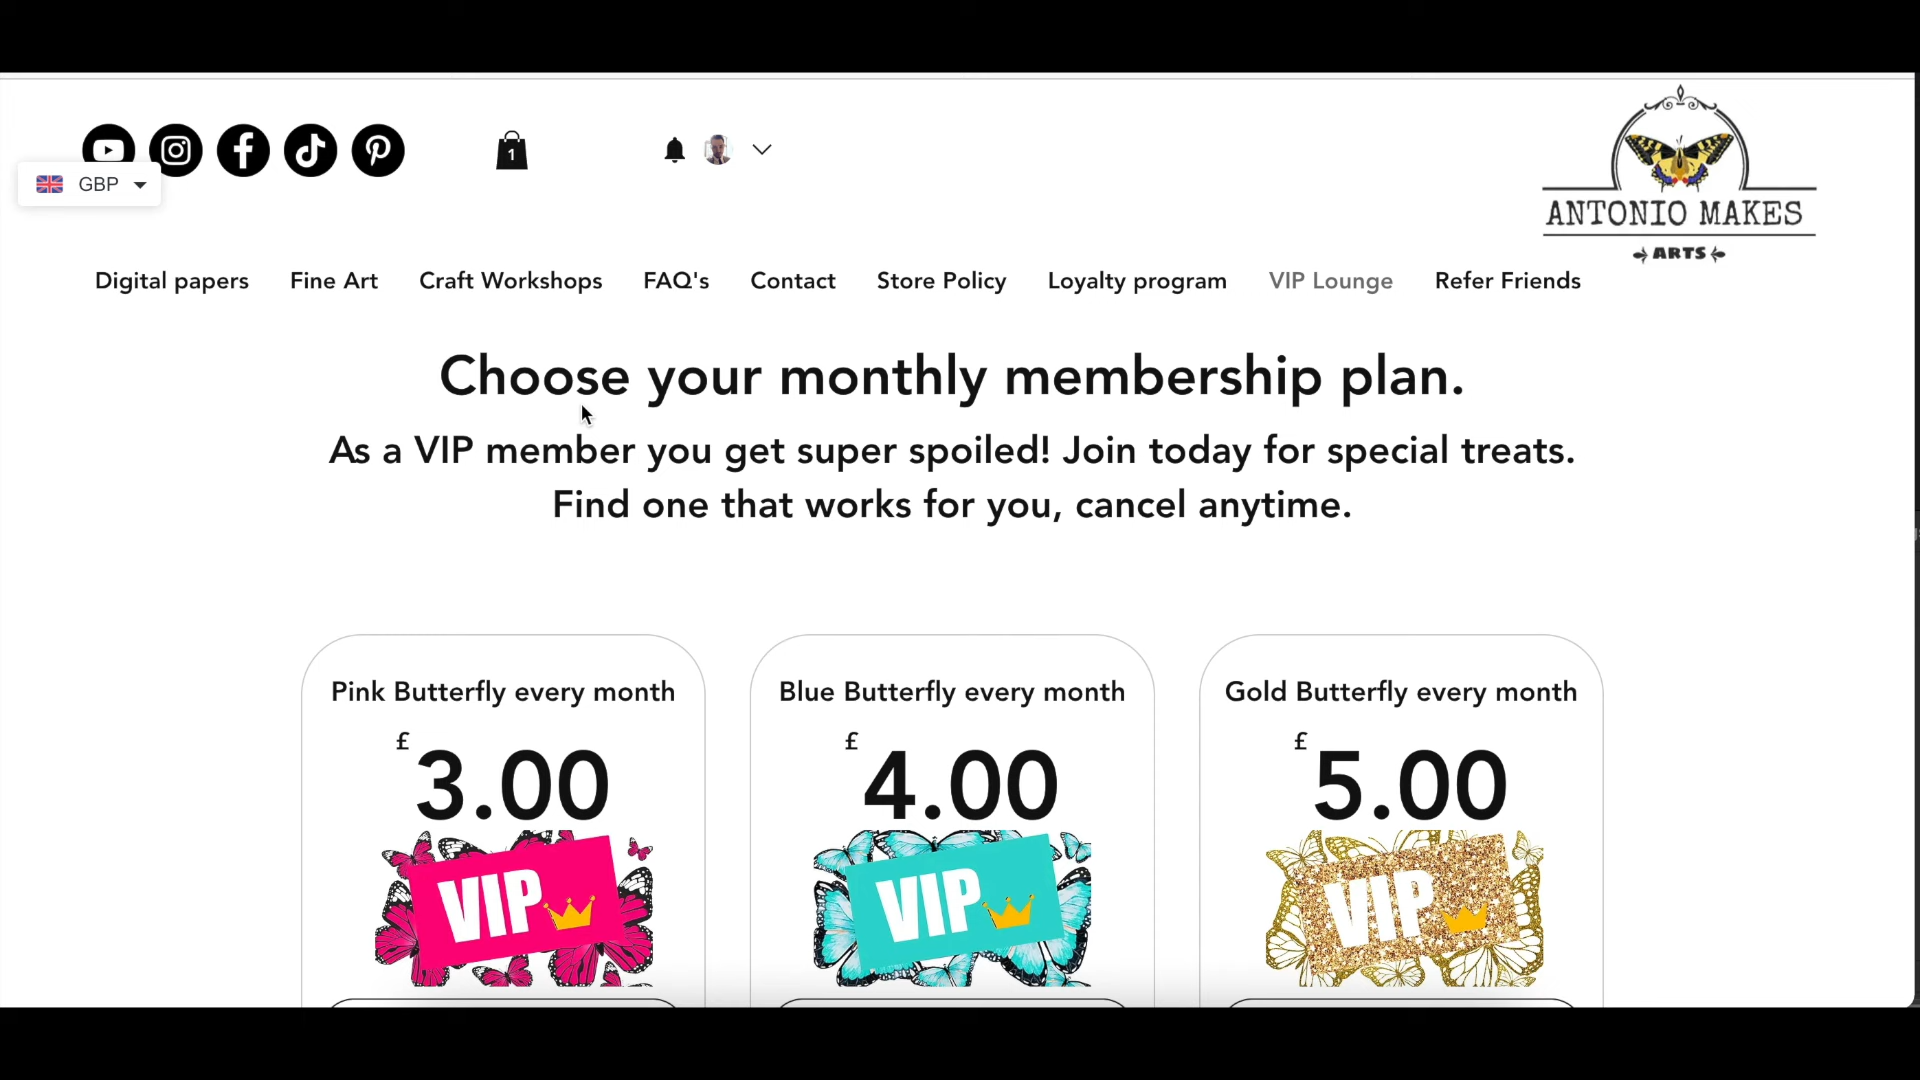 1
GBP
ANTONIO MAKES
ARTS
Digital papers
Fine Art
Craft Workshops
FAQ's
Contact
Store Policy
Loyalty program
VIP Lounge
Refer Friends
Choose your monthly membership plan.
As a VIP member you get super spoiled! Join today for special treats.
Find one that works for you, cancel anytime.
Pink Butterfly every month
£
3.00
VIP
Blue Butterfly every month
£
4.00
VIP
Gold Butterfly every month
£
5.00
VIP